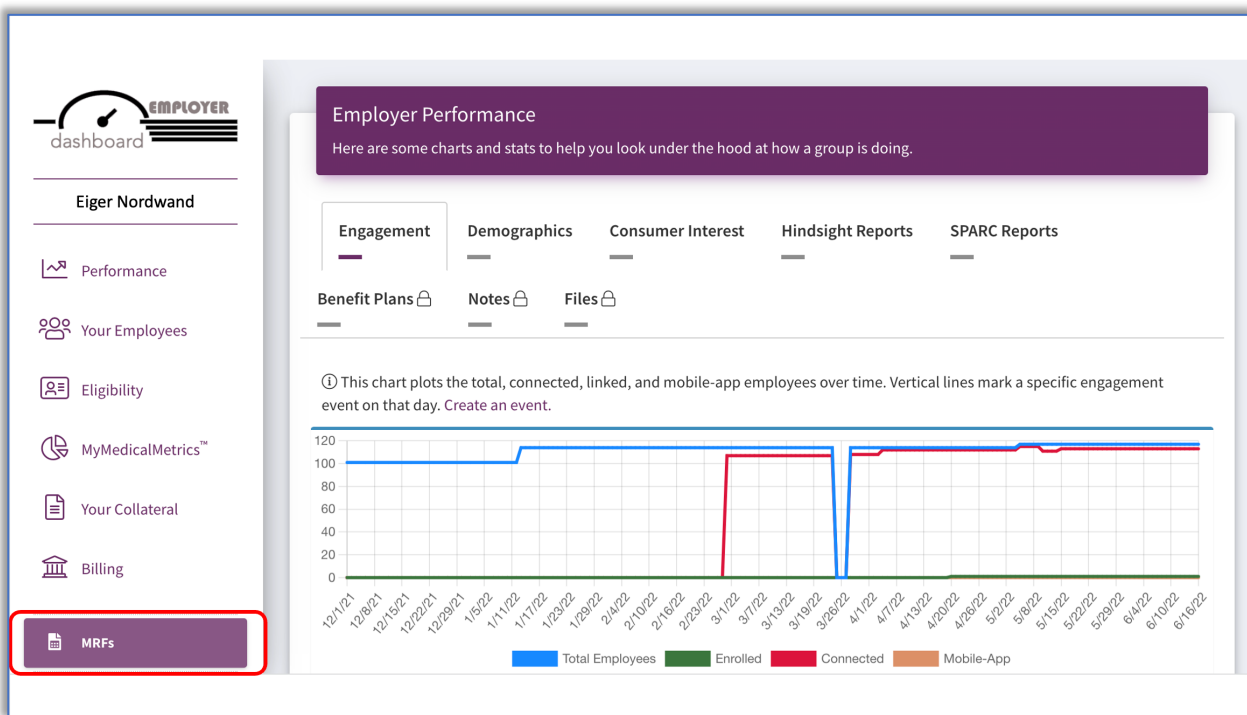 EMPLOYER
dashboard
Eiger Nordwand
Performance
Your Employees
Eligibility
MyMedicalMetrics™
Your Collateral
Billing
MRFs
Employer Performance
Here are some charts and stats to help you look under the hood at how a group is doing.
Engagement Demographics Consumer Interest Hindsight Reports SPARC Reports
Benefit Plans Notes Files
This chart plots the total, connected, linked, and mobile-app employees over time. Vertical lines mark a specific engagement
event on that day. Create an event.
120
100
80
60
40
20
0
12/1/21 12/8/21 12/15/21 12/22/21 12/29/21 1/5/22 1/11/22 1/17/22 1/23/22 1/29/22 2/4/22 2/10/22 2/16/22 2/23/22 3/1/22 3/7/22 3/13/22 3/19/22 3/26/22 4/1/22 4/7/22 4/13/22 4/20/22 4/26/22 5/2/22 5/8/22 5/15/22 5/22/22 5/29/22 6/4/22 6/10/22 6/16/22
Total Employees Enrolled Connected Mobile-App